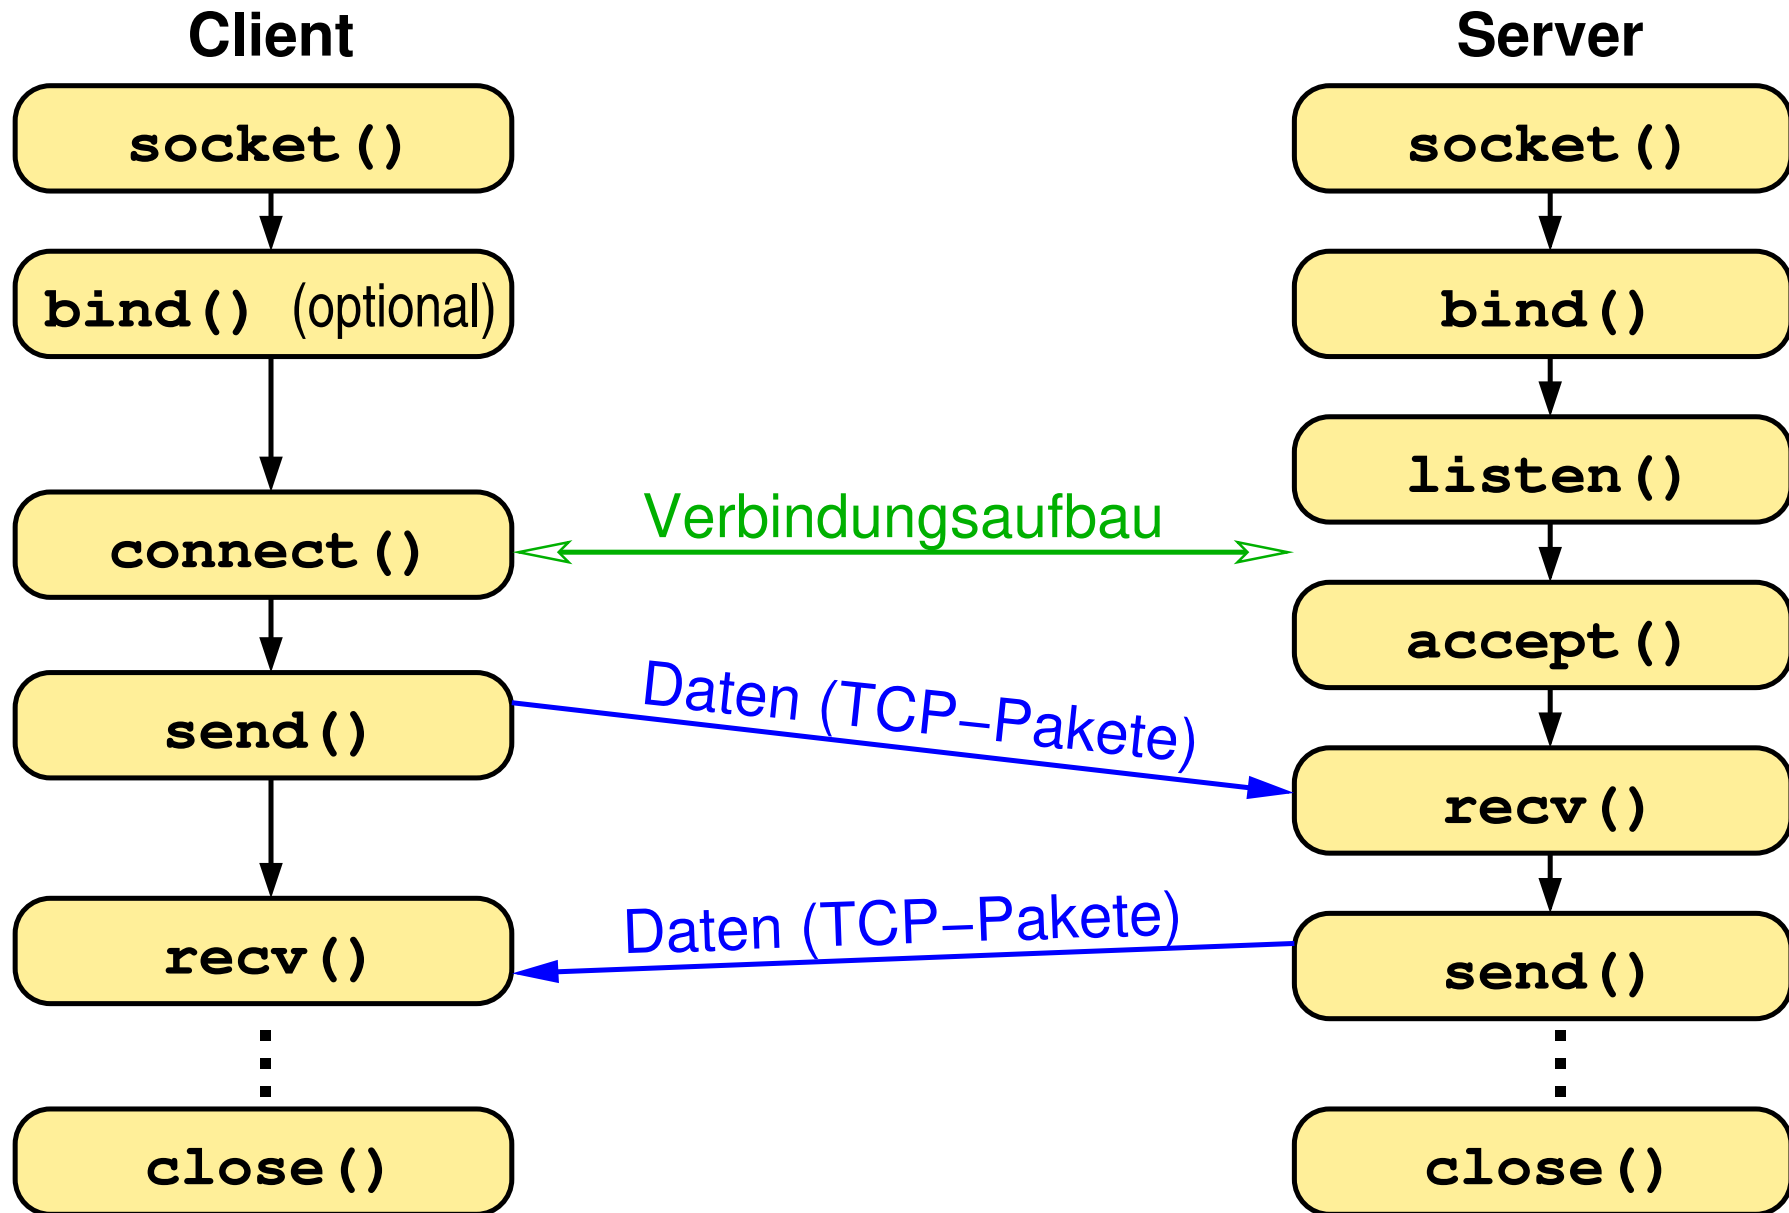 Client
Server
socket()
socket()
bind() (optional)
bind()
listen()
Verbindungsaufbau
connect()
accept()
Daten (TCP–Pakete)
send()
recv()
Daten (TCP–Pakete)
recv()
send()
close()
close()